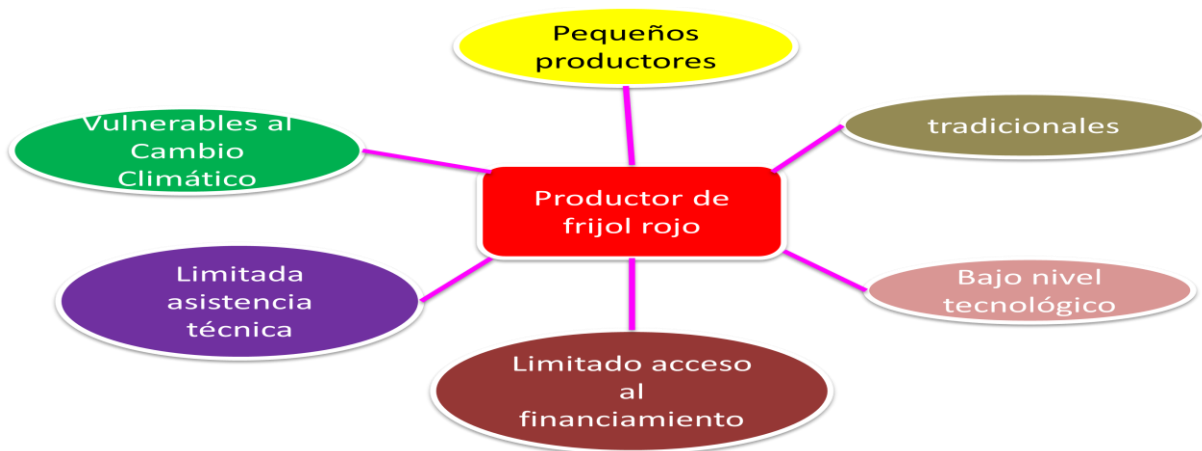 Pequeños
productores
tradicionales
Bajo nivel
tecnológico
Limitado acceso
al
financiamiento
Limitada
asistencia
técnica
Vulnerables al
Cambio
Climático
Productor de
frijol rojo